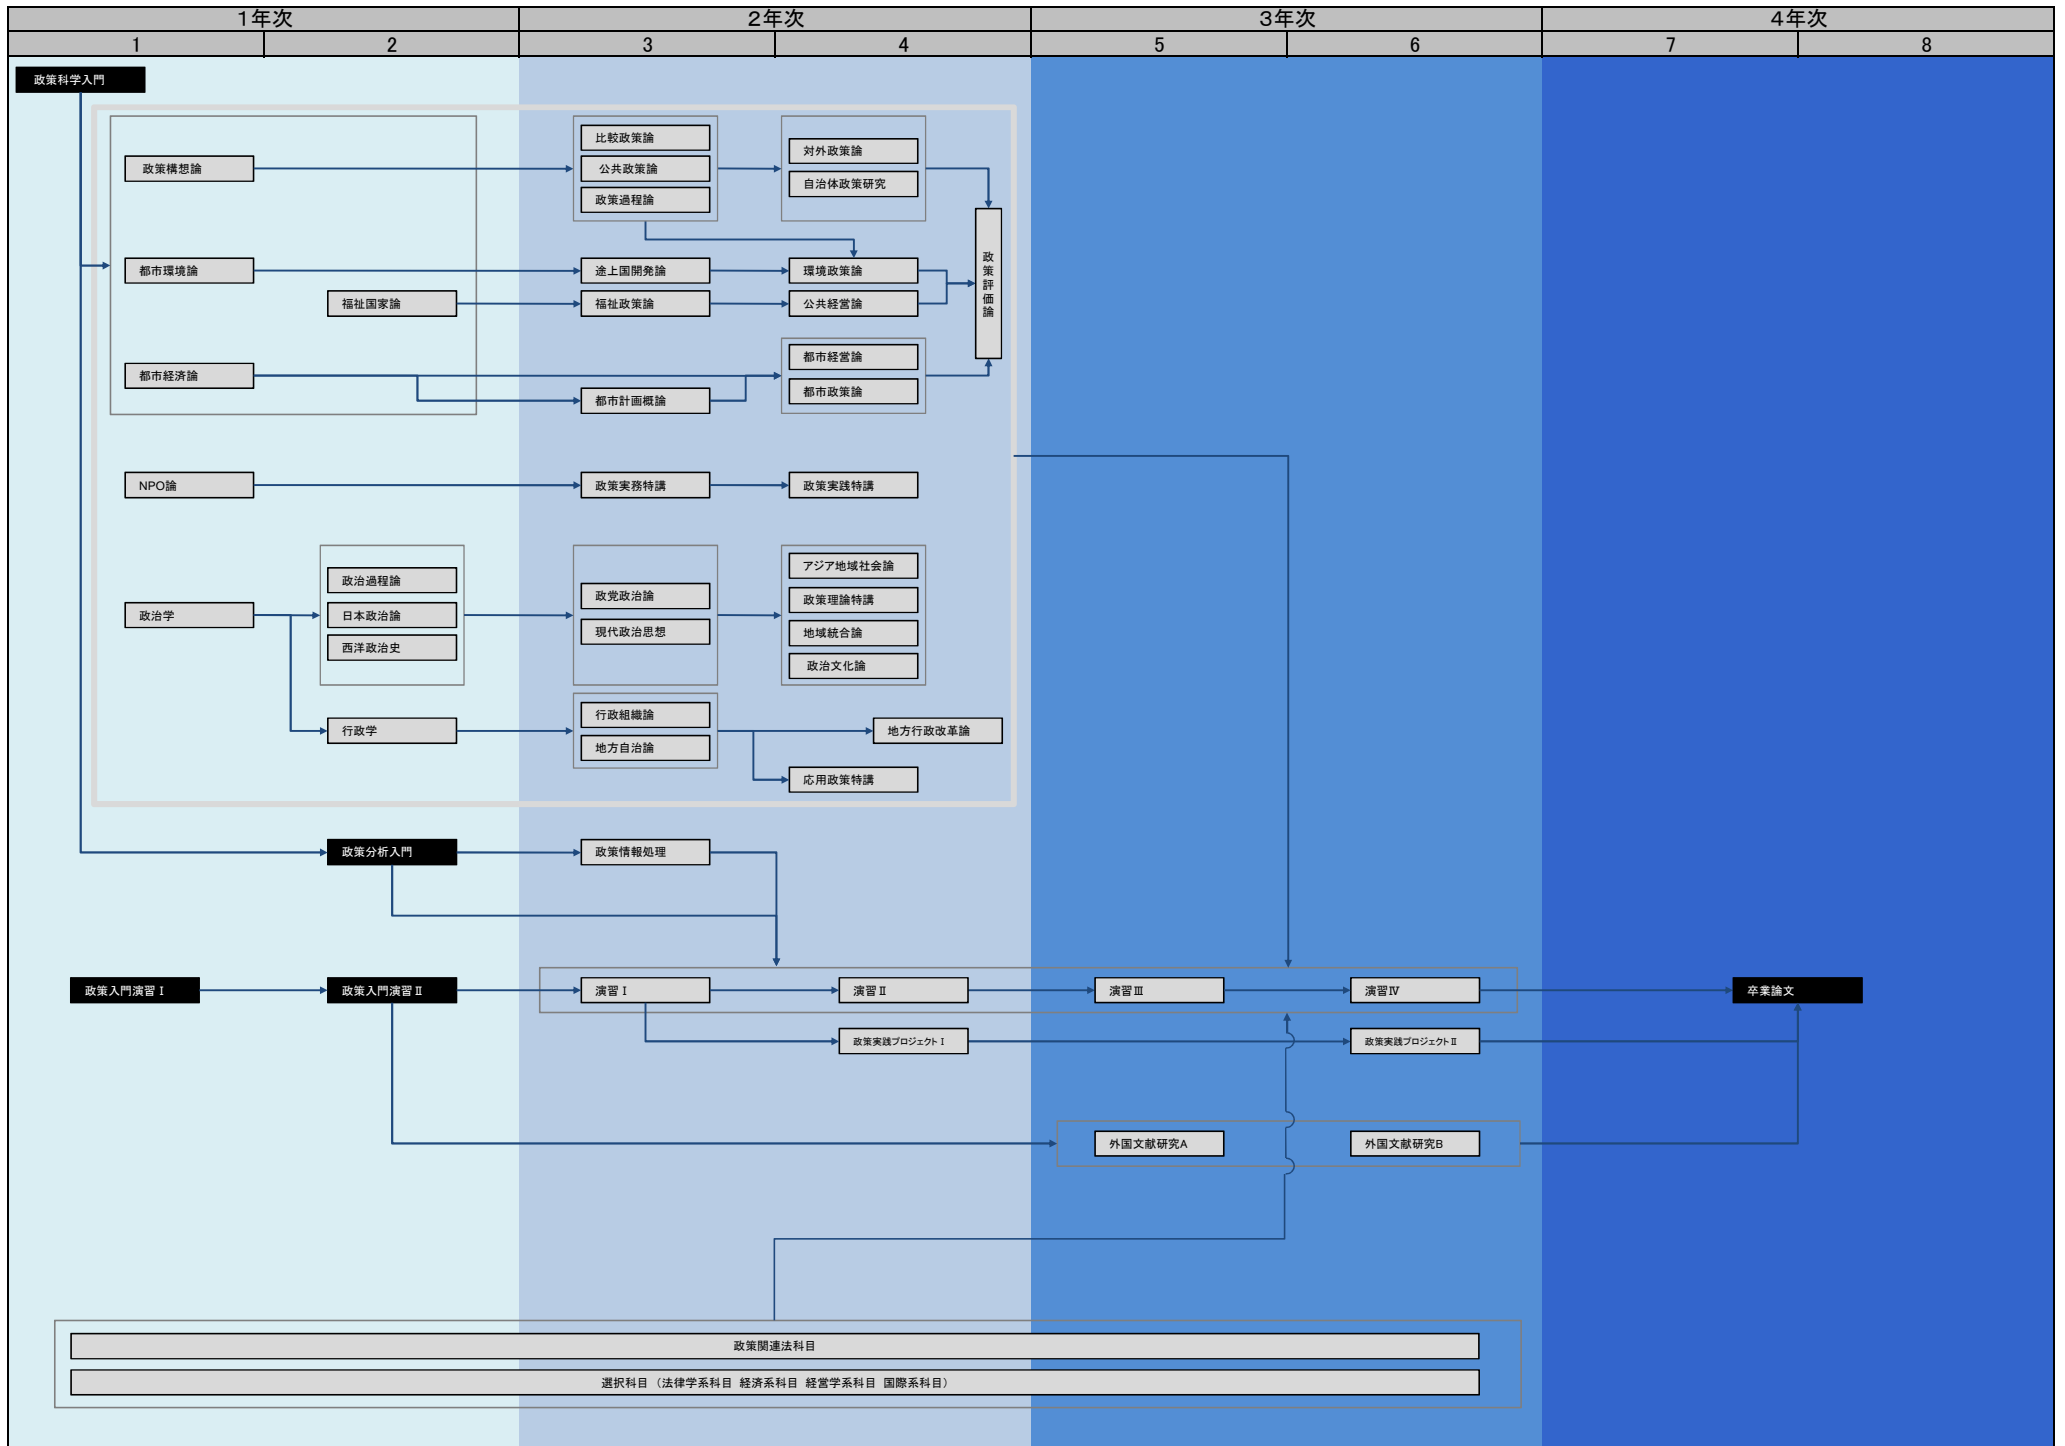 1年次
2年次
3年次
4年次
1
2
3
4
5
6
7
8
政策科学入門
比較政策論
対外政策論
政策構想論
公共政策論
自治体政策研究
政策過程論
政策評価論
都市環境論
途上国開発論
環境政策論
福祉国家論
福祉政策論
公共経営論
都市経営論
都市経済論
都市計画概論
都市政策論
NPO論
政策実務特講
政策実践特講
アジア地域社会論
政治過程論
政党政治論
政策理論特講
政治学
日本政治論
現代政治思想
地域統合論
西洋政治史
政治文化論
行政組織論
行政学
地方行政改革論
地方自治論
応用政策特講
政策分析入門
政策情報処理
政策入門演習Ⅰ
政策入門演習Ⅱ
演習Ⅰ
演習Ⅱ
演習Ⅲ
演習Ⅳ
卒業論文
政策実践プロジェクトⅠ
政策実践プロジェクトⅡ
外国文献研究A
外国文献研究B
政策関連法科目
選択科目（法律学系科目 経済系科目 経営学系科目 国際系科目）